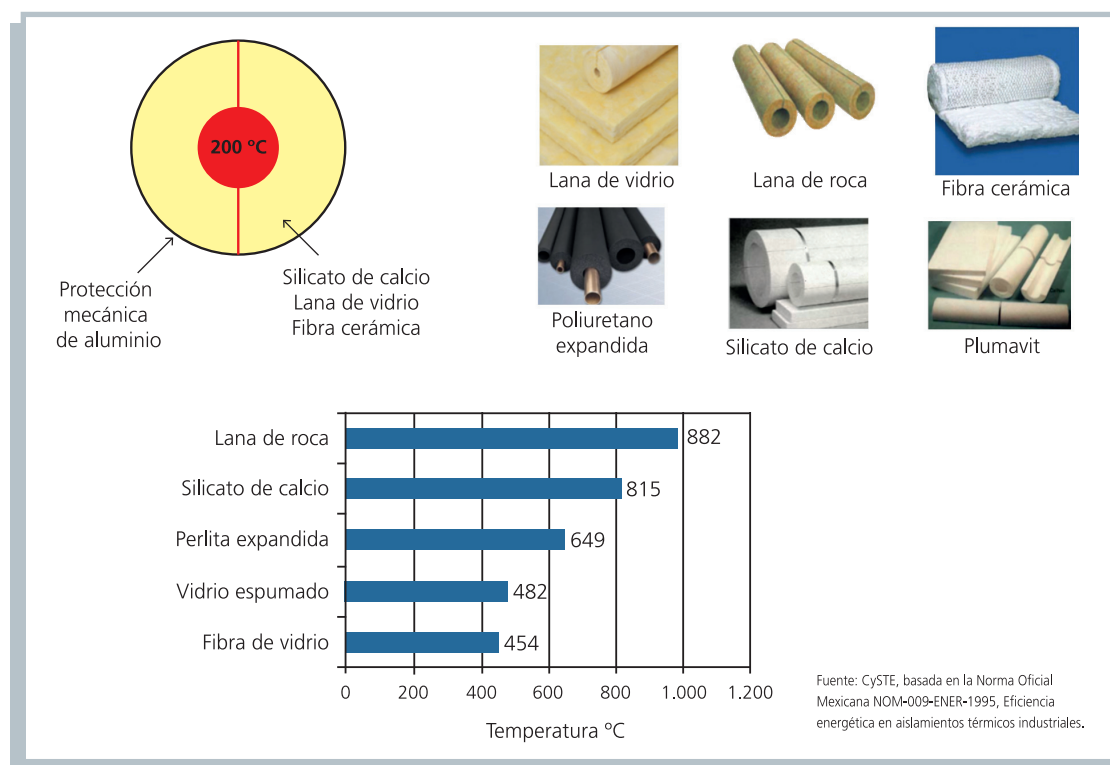 200 ºC
Protección
mecánica
de aluminio
Silicato de calcio
Lana de vidrio
Fibra cerámica
Lana de vidrio
Lana de roca
Fibra cerámica
Poliuretano
expandida
Silicato de calcio
Plumavit
Lana de roca
882
Silicato de calcio
815
Perlita expandida
649
Vidrio espumado
482
Fibra de vidrio
454
0 200 400 600 800 1.000 1.200
Temperatura ºC
Fuente: CySTE, basada en la Norma Oficial
Mexicana NOM-009-ENER-1995, Eficiencia
energética en aislamientos térmicos industriales.